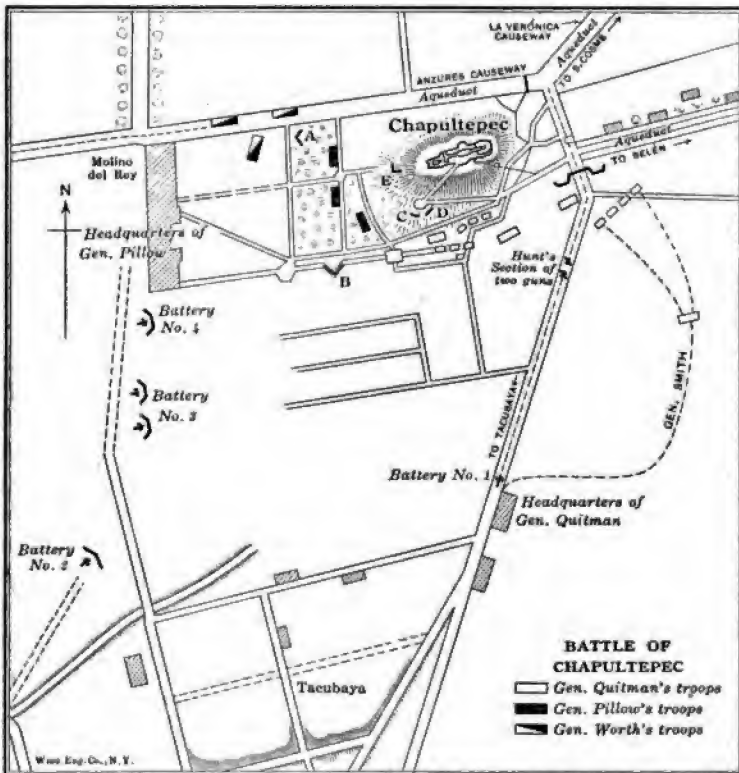 LA VERÓNICA
CAUSEWAY
Aqueduct
TO S. COSME
ANZURES CAUSEWAY
Aqueduct
A
Chapultepec
Aqueduct
TO BELÉN
Molino
del Rey
E
L
N
C
D
Headquarters of
Gen. Pillow
B
Hunt's
Section of
two guns
Battery
No. 4
GEN. SMITH
Battery
No. 3
TO TACUBAYA
Battery No. 1
Headquarters of
Gen. Quitman
Battery
No. 2
Tacubaya
BATTLE OF
CHAPULTEPEC
Gen. Quitman's troops
Gen. Pillow's troops
Gen. Worth's troops
Wms. Eng. Co., N.Y.